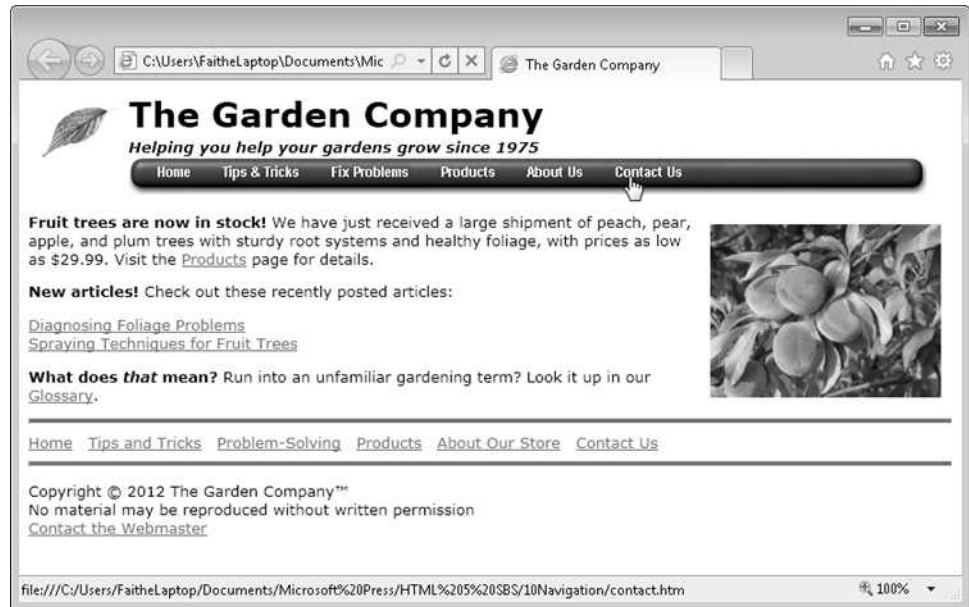 C:\Users\FaitheLaptop\Documents\Mic
The Garden Company
The Garden Company
Helping you help your gardens grow since 1975
Home Tips & Tricks Fix Problems Products About Us Contact Us
Fruit trees are now in stock! We have just received a large shipment of peach, pear,
apple, and plum trees with sturdy root systems and healthy foliage, with prices as low
as $29.99. Visit the Products page for details.
New articles! Check out these recently posted articles:
Diagnosing Foliage Problems
Spraying Techniques for Fruit Trees
What does that mean? Run into an unfamiliar gardening term? Look it up in our
Glossary.
Home Tips and Tricks Problem-Solving Products About Our Store Contact Us
Copyright © 2012 The Garden Company™
No material may be reproduced without written permission
Contact the Webmaster
file:///C:/Users/FaitheLaptop/Documents/Microsoft%20Press/HTML%205%20SBS/10Navigation/contact.htm
100%